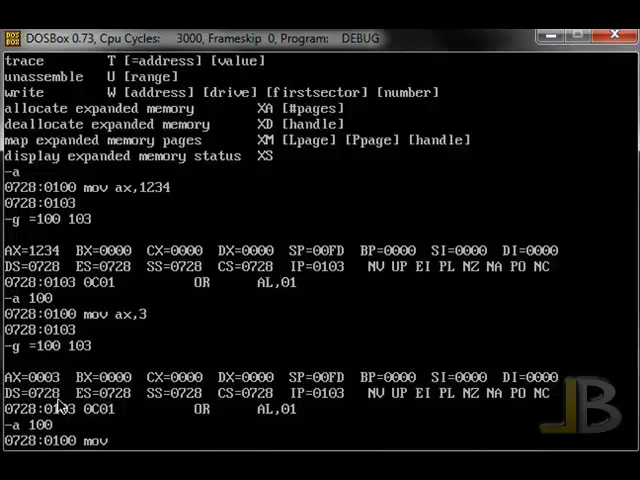 DOSBox 0.73, Cpu Cycles: 3000, Frameskip 0, Program: DEBUG
trace T [=address] [value]
unassemble U [range]
write W [address] [drive] [firstsector] [number]
allocate expanded memory XA [#pages]
deallocate expanded memory XD [handle]
map expanded memory pages XM [Lpage] [Ppage] [handle]
display expanded memory status XS
-a
0728:0100 mov ax,1234
0728:0103
-g =100 103
AX=1234 BX=0000 CX=0000 DX=0000 SP=00FD BP=0000 SI=0000 DI=0000
DS=0728 ES=0728 SS=0728 CS=0728 IP=0103 NV UP EI PL NZ NA PO NC
0728:0103 0C01 OR AL,01
-a 100
0728:0100 mov ax,3
0728:0103
-g =100 103
AX=0003 BX=0000 CX=0000 DX=0000 SP=00FD BP=0000 SI=0000 DI=0000
DS=0728 ES=0728 SS=0728 CS=0728 IP=0103 NV UP EI PL NZ NA PO NC
0728:0103 0C01 OR AL,01
-a 100
0728:0100 mov